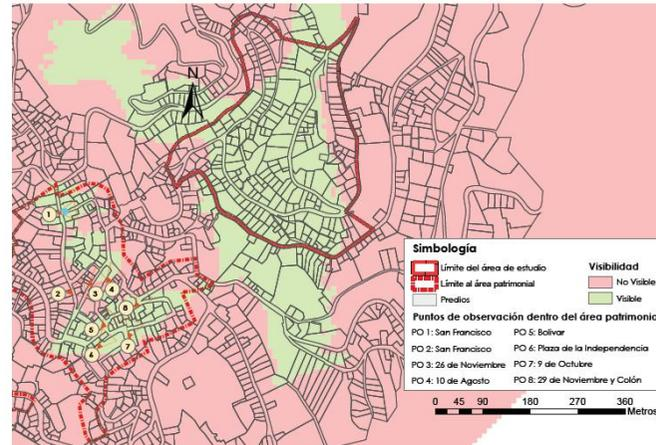 N
1
2
3
4
8
5
6
7
Simbología
Límite del área de estudio
Límite al área patrimonial
Predios
Visibilidad
No Visible
Visible
Puntos de observación dentro del área patrimonio
PO 1: San Francisco
PO 2: San Francisco
PO 3: 26 de Noviembre
PO 4: 10 de Agosto
PO 5: Bolivar
PO 6: Plaza de la Independencia
PO 7: 9 de Octubre
PO 8: 29 de Noviembre y Colón
0 45 90 180 270 360
Metros